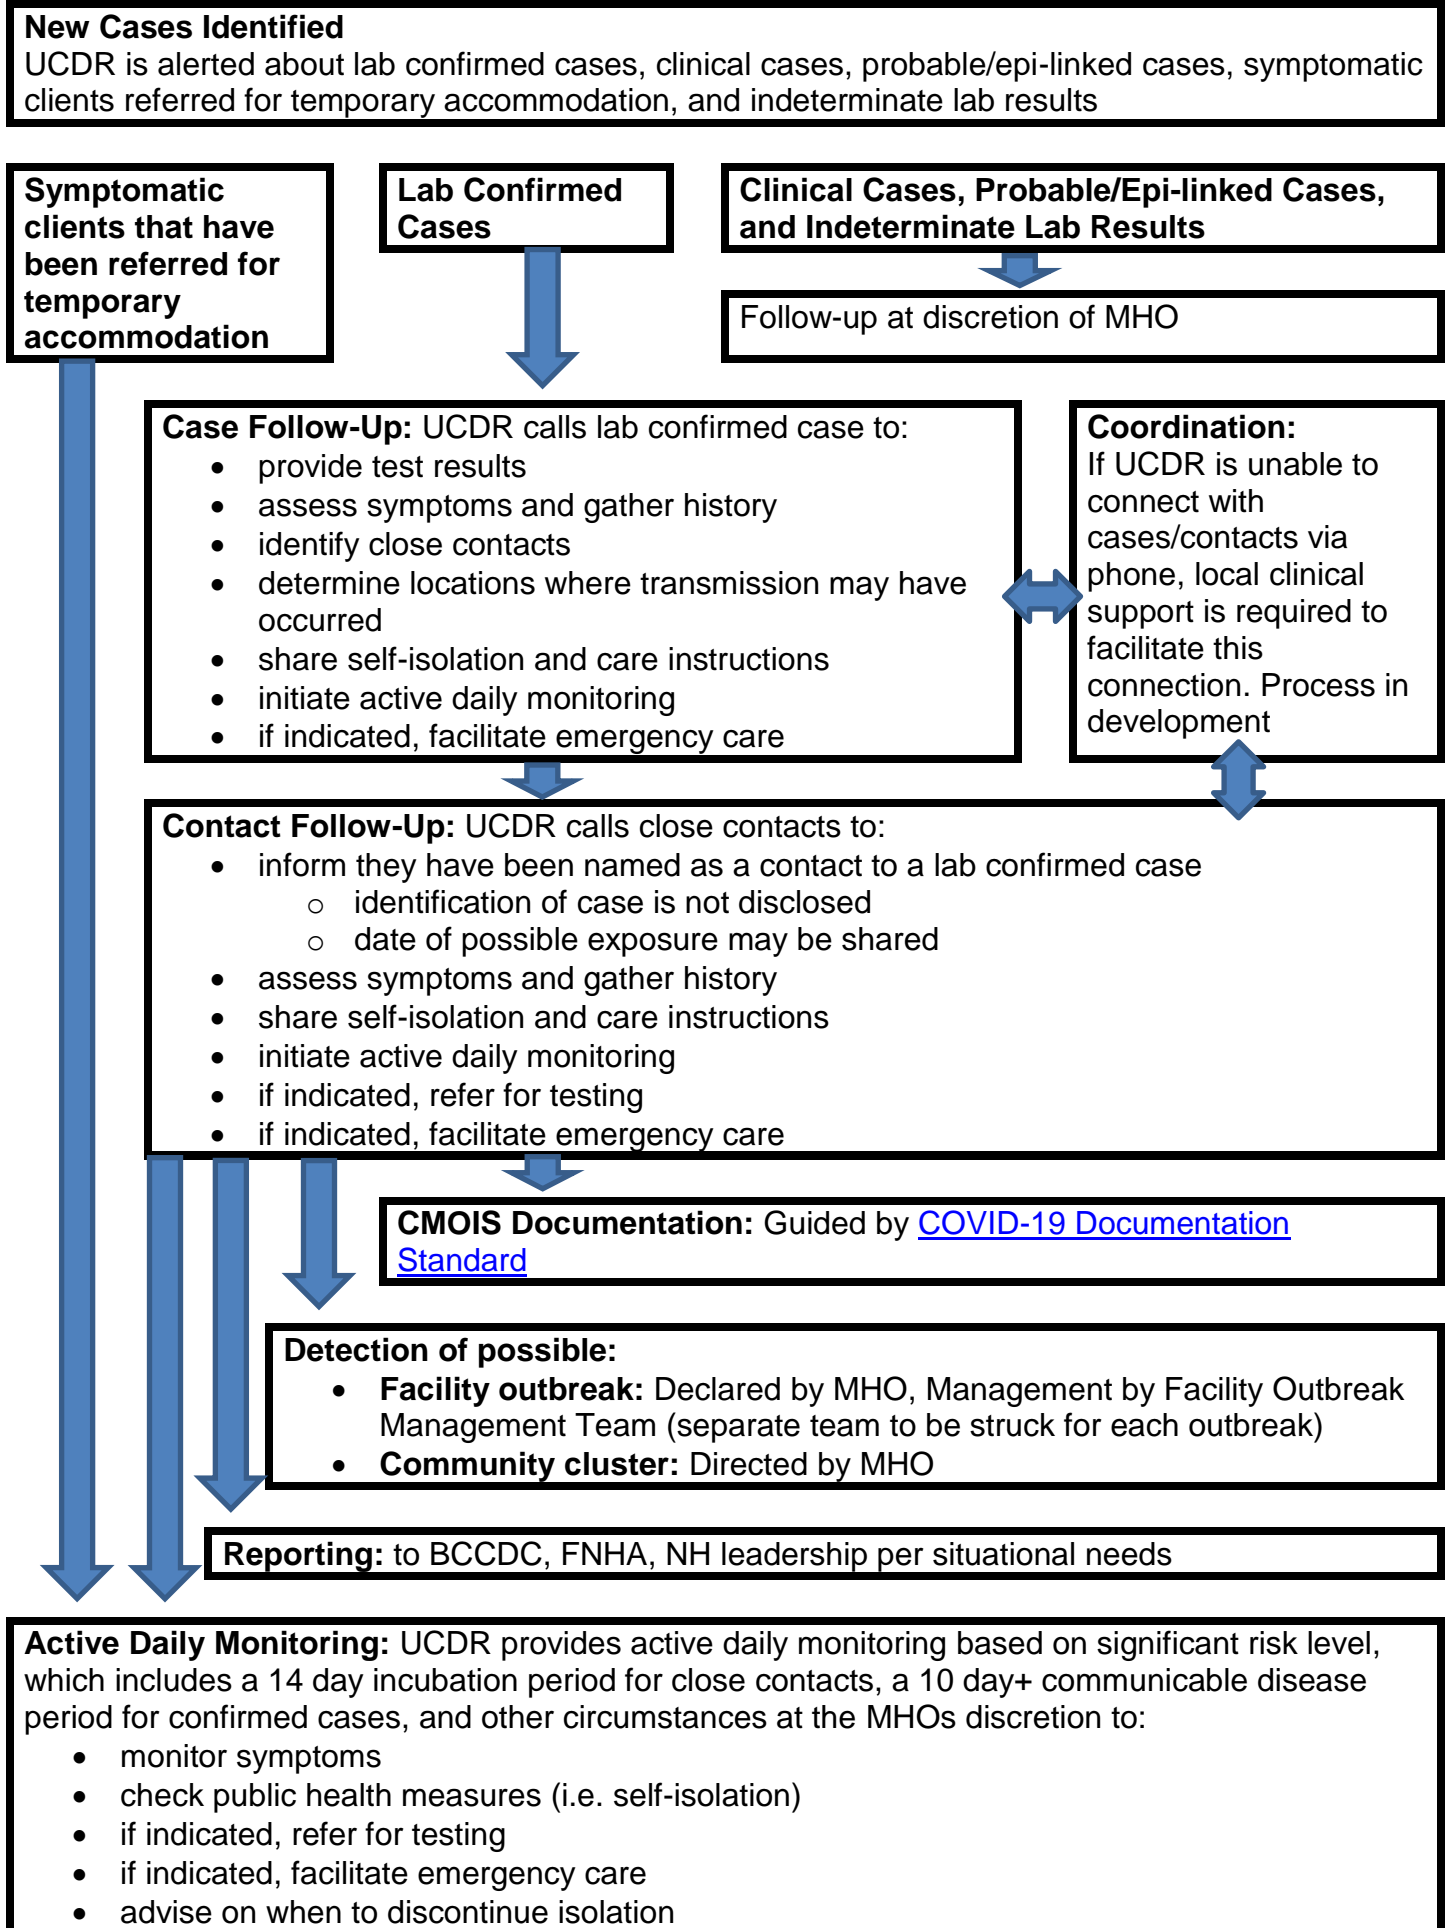 New Cases Identified
UCDR is alerted about lab confirmed cases, clinical cases, probable/epi-linked cases, symptomatic
clients referred for temporary accommodation, and indeterminate lab results
Symptomatic
clients that have
been referred for
temporary
accommodation
Lab Confirmed
Cases
Clinical Cases, Probable/Epi-linked Cases,
and Indeterminate Lab Results
Follow-up at discretion of MHO
Case Follow-Up: UCDR calls lab confirmed case to:
• provide test results
• assess symptoms and gather history
• identify close contacts
• determine locations where transmission may have
occurred
• share self-isolation and care instructions
• initiate active daily monitoring
• if indicated, facilitate emergency care
Coordination:
If UCDR is unable to
connect with
cases/contacts via
phone, local clinical
support is required to
facilitate this
connection. Process in
development
Contact Follow-Up: UCDR calls close contacts to:
• inform they have been named as a contact to a lab confirmed case
o identification of case is not disclosed
o date of possible exposure may be shared
• assess symptoms and gather history
• share self-isolation and care instructions
• initiate active daily monitoring
• if indicated, refer for testing
• if indicated, facilitate emergency care
CMOIS Documentation: Guided by COVID-19 Documentation
Standard
Detection of possible:
• Facility outbreak: Declared by MHO, Management by Facility Outbreak
Management Team (separate team to be struck for each outbreak)
• Community cluster: Directed by MHO
Reporting: to BCCDC, FNHA, NH leadership per situational needs
Active Daily Monitoring: UCDR provides active daily monitoring based on significant risk level,
which includes a 14 day incubation period for close contacts, a 10 day+ communicable disease
period for confirmed cases, and other circumstances at the MHOs discretion to:
• monitor symptoms
• check public health measures (i.e. self-isolation)
• if indicated, refer for testing
• if indicated, facilitate emergency care
• advise on when to discontinue isolation